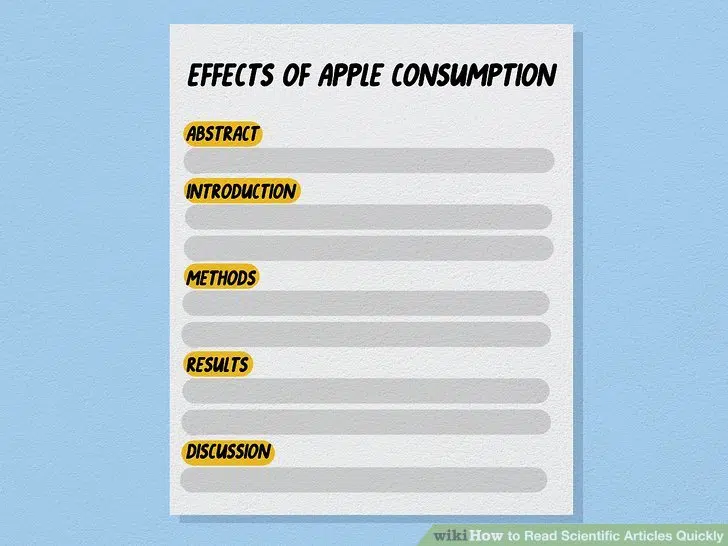 EFFECTS OF APPLE CONSUMPTION
ABSTRACT
INTRODUCTION
METHODS
RESULTS
DISCUSSION
wikiHow to Read Scientific Articles Quickly